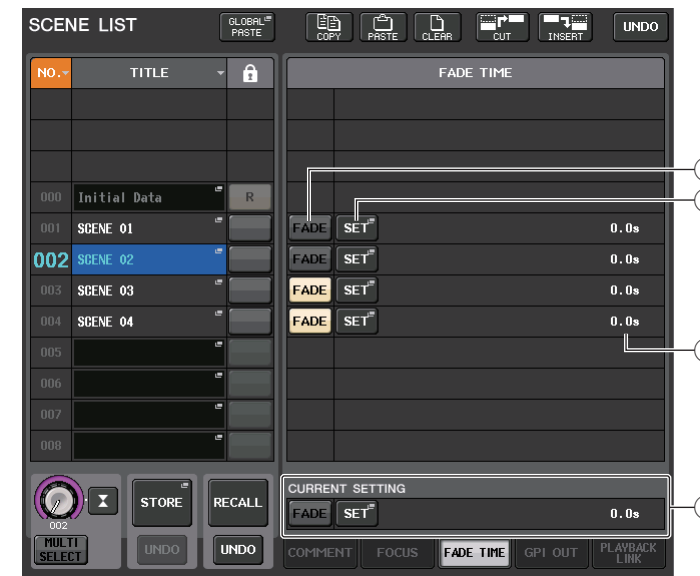 SCENE LIST GLOBAL PASTE COPY PASTE CLEAR CUT INSERT UNDO
NO. TITLE FADE TIME
000 Initial Data R
001 SCENE 01 FADE SET 0.0s
002 SCENE 02 FADE SET 0.0s
003 SCENE 03 FADE SET 0.0s
004 SCENE 04 FADE SET 0.0s
005
006
007
008
CURRENT SETTING
STORE RECALL FADE SET 0.0s
002
MULTI SELECT UNDO UNDO COMMENT FOCUS FADE TIME GPI OUT PLAYBACK LINK